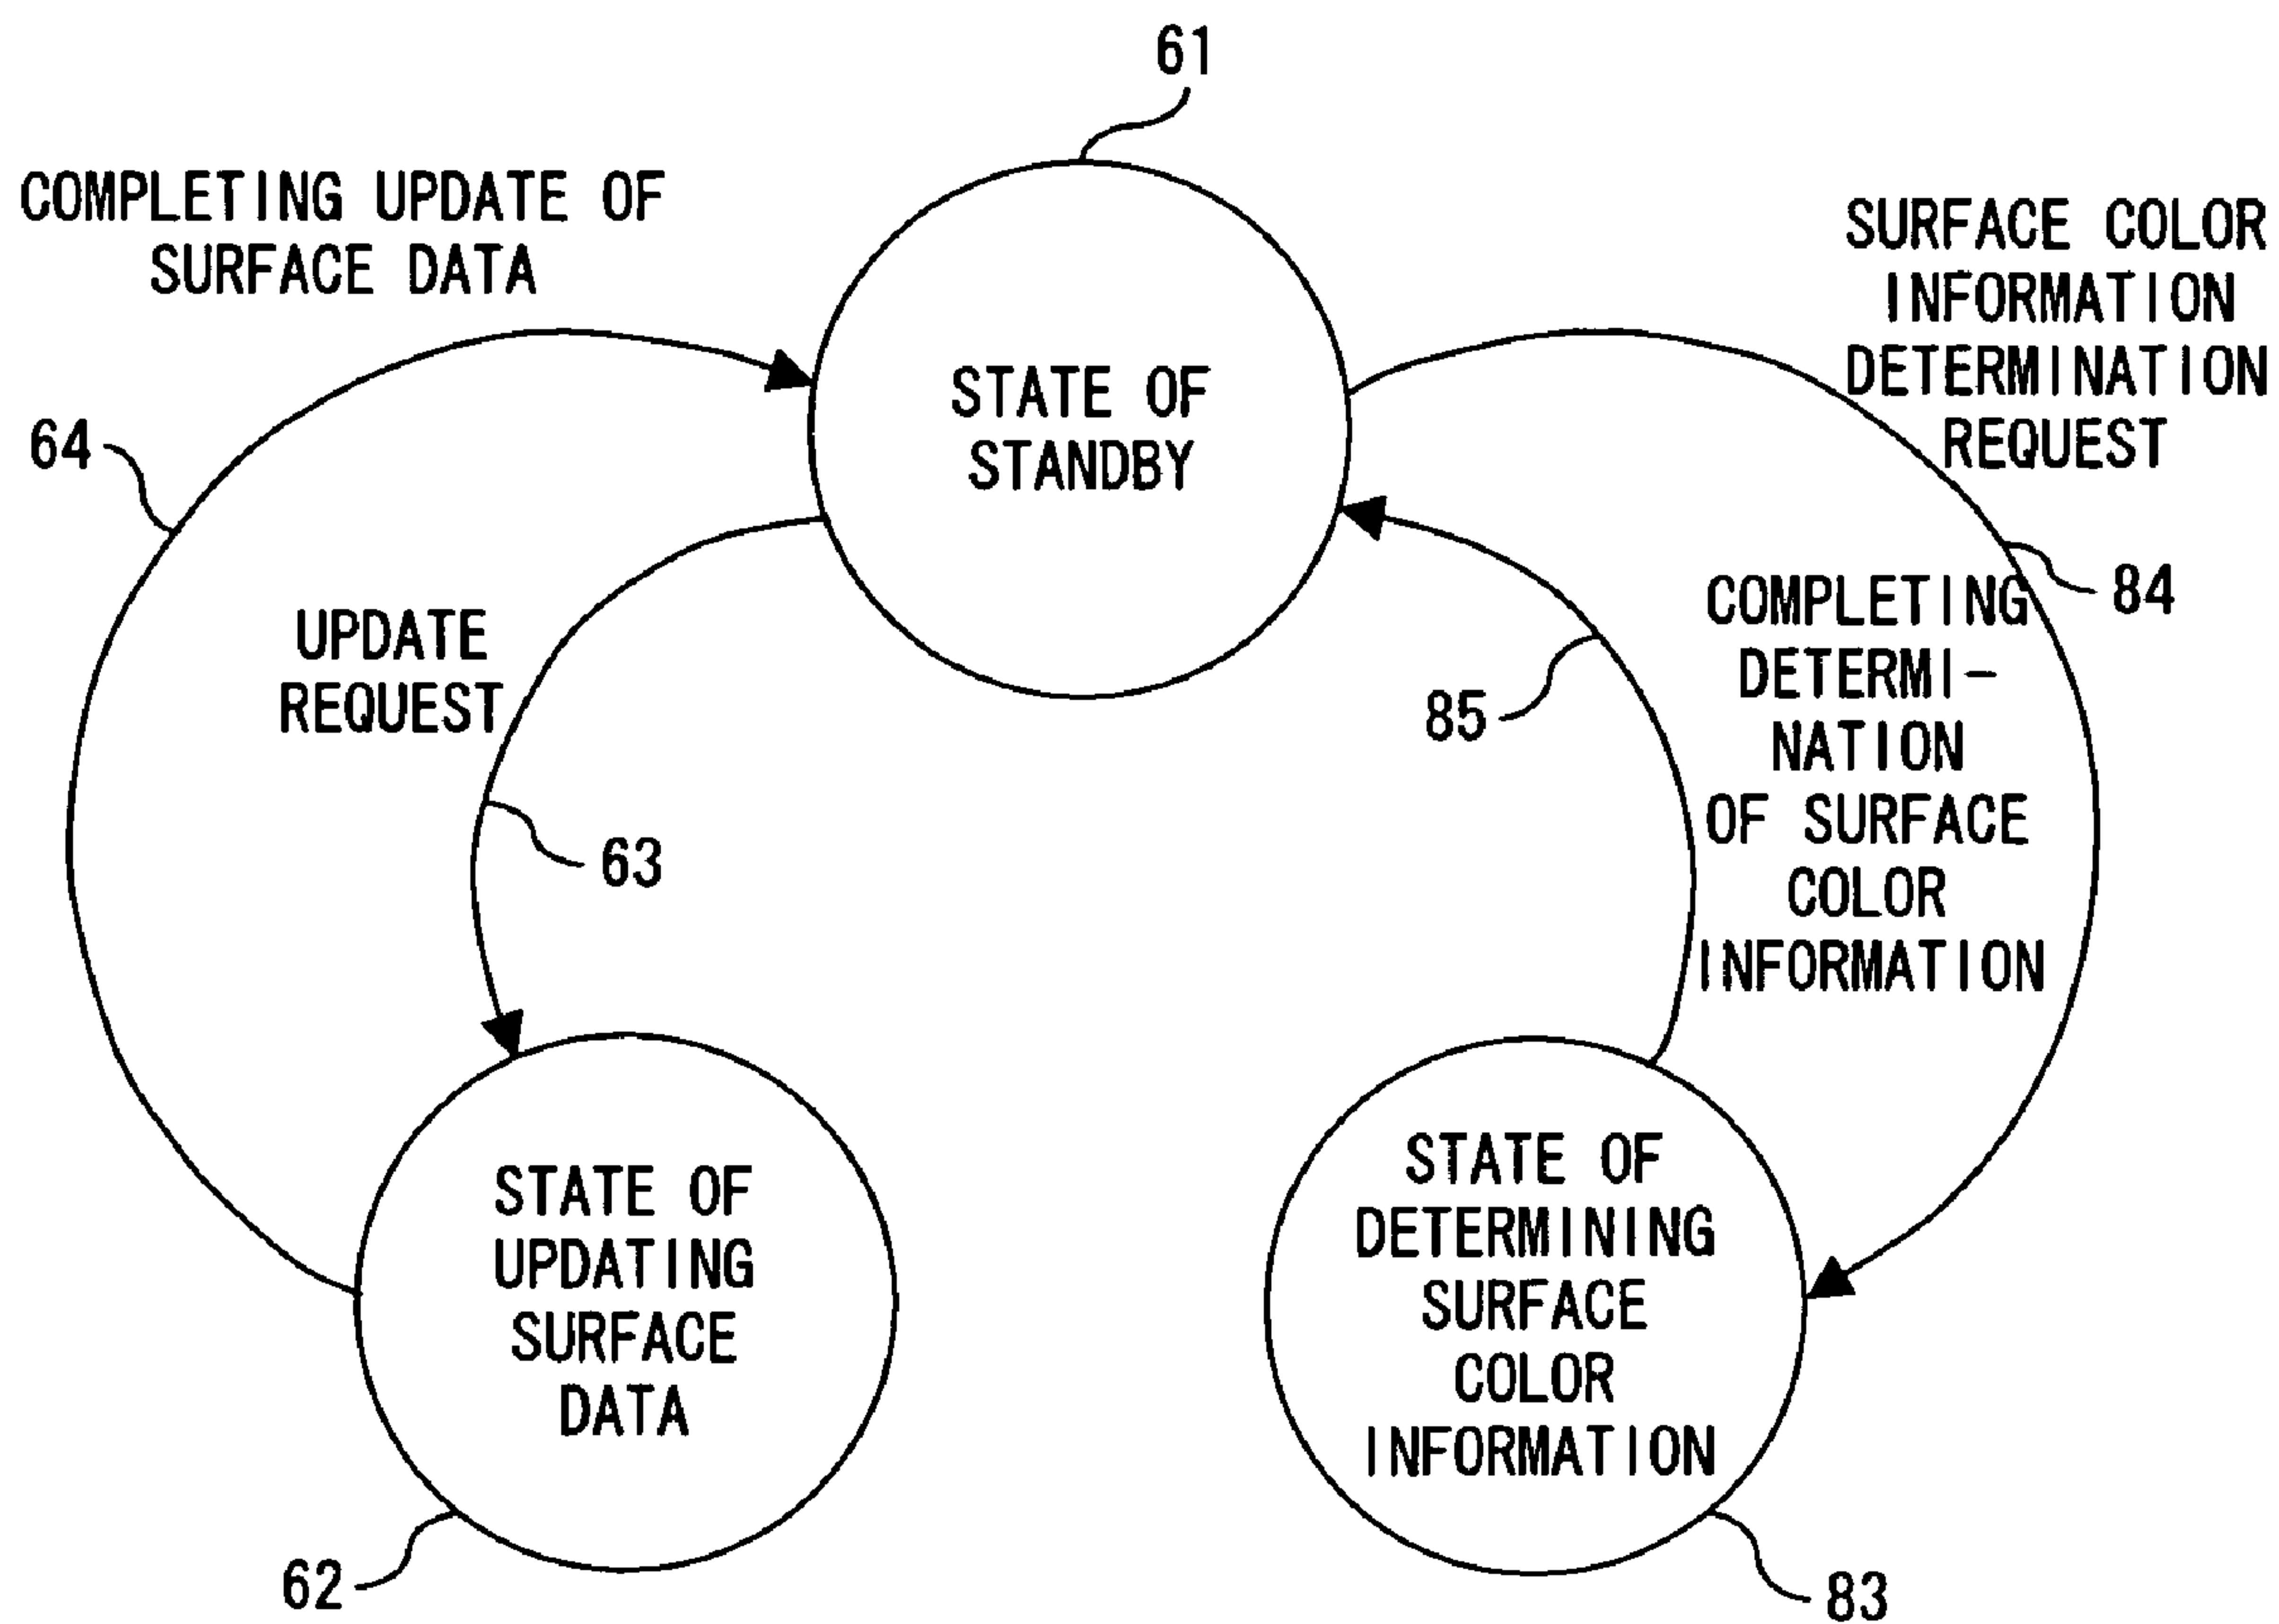 61
COMPLETING UPDATE OF
SURFACE DATA
SURFACE COLOR
INFORMATION
DETERMINATION
REQUEST
64
STATE OF
STANDBY
84
UPDATE
REQUEST
63
85
COMPLETING
DETERMI-
NATION
OF SURFACE
COLOR
INFORMATION
STATE OF
UPDATING
SURFACE
DATA
62
STATE OF
DETERMINING
SURFACE
COLOR
INFORMATION
83